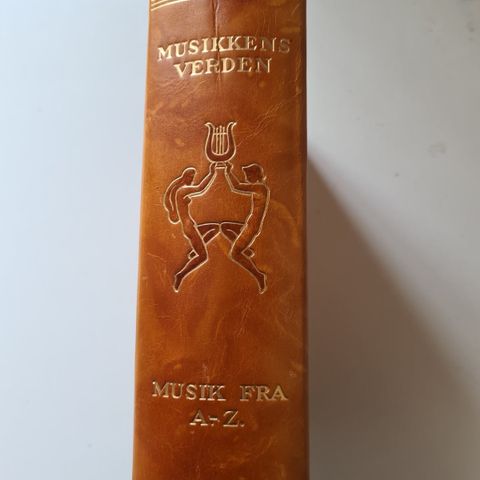 MUSIKKENS
VERDEN
MUSIK FRA
A-Z.